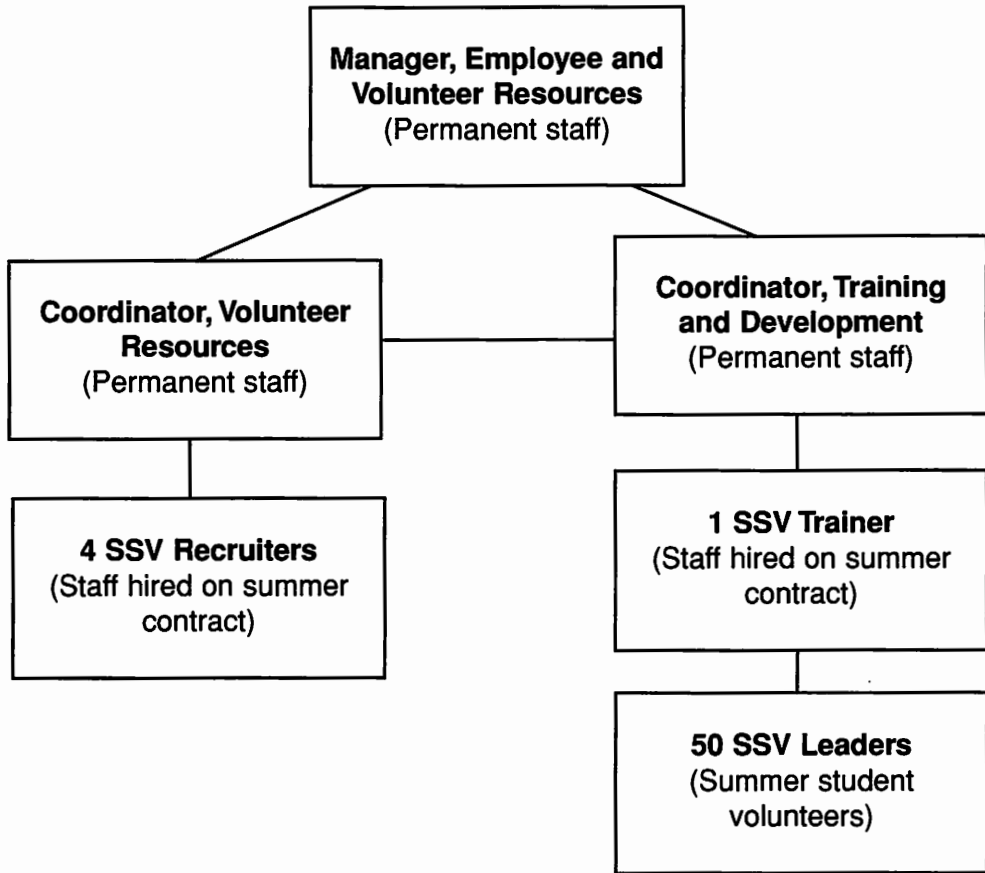 Manager, Employee and
Volunteer Resources
(Permanent staff)
Coordinator, Volunteer
Resources
(Permanent staff)
Coordinator, Training
and Development
(Permanent staff)
4 SSV Recruiters
(Staff hired on summer
contract)
1 SSV Trainer
(Staff hired on summer
contract)
50 SSV Leaders
(Summer student
volunteers)